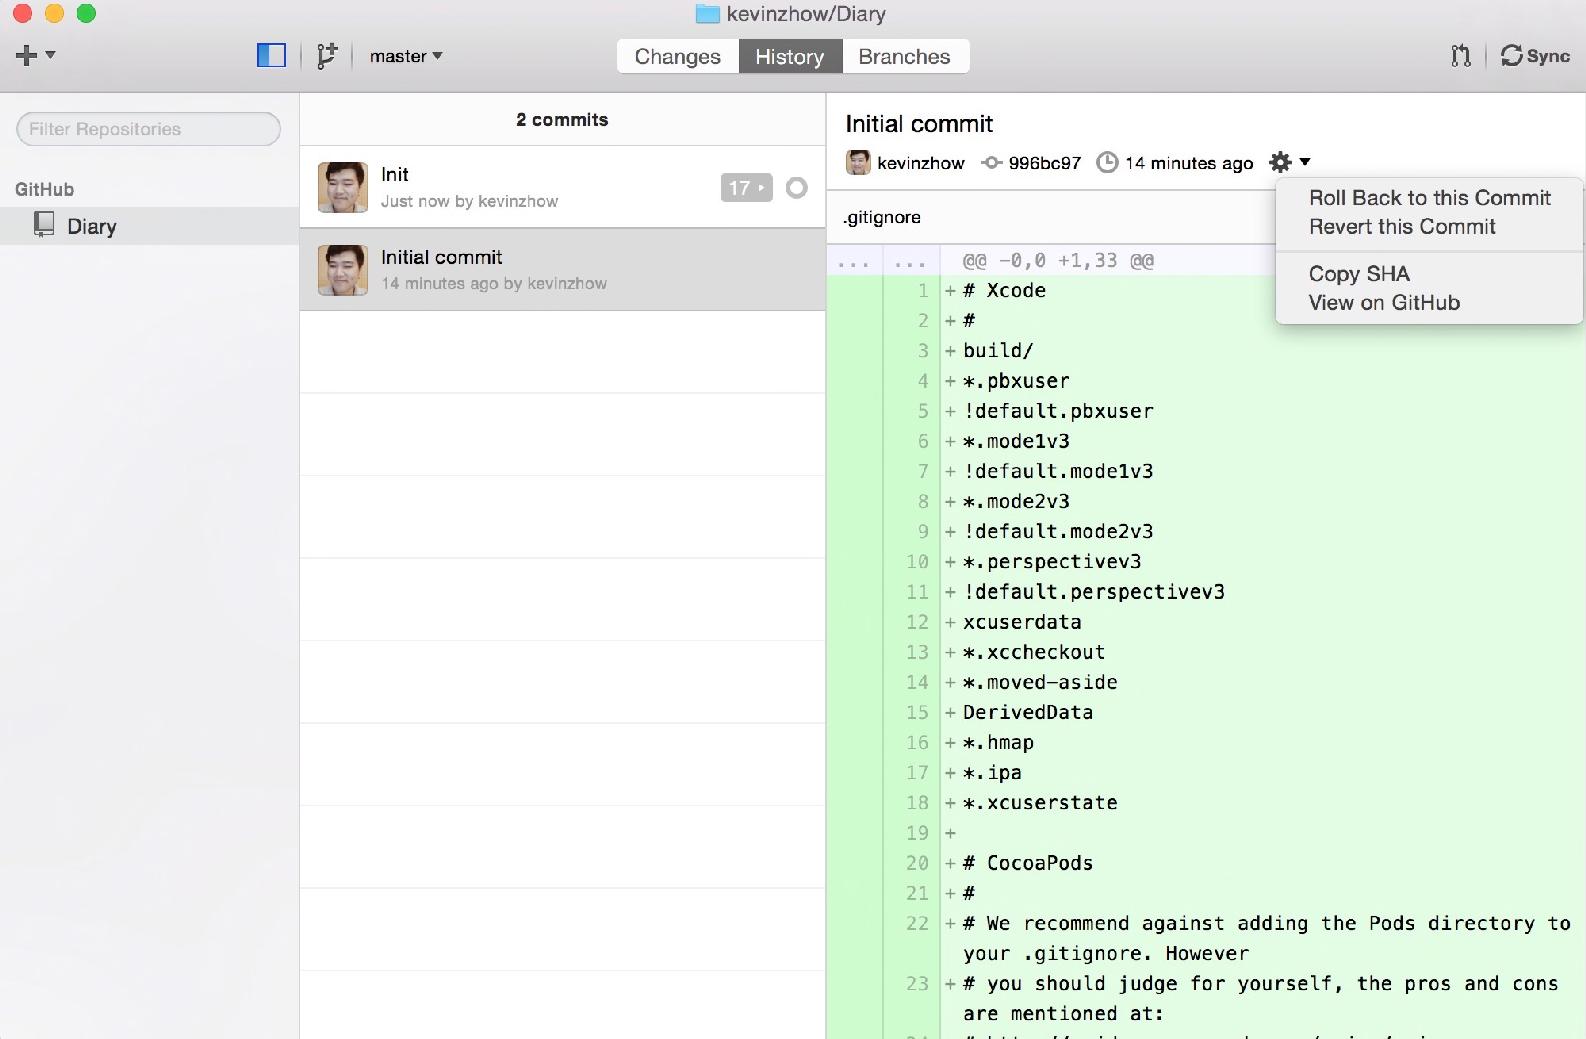 kevinzhow/Diary
master
Changes
History
Branches
Sync
Filter Repositories
GitHub
Diary
2 commits
Init
Just now by kevinzhow
17
Initial commit
14 minutes ago by kevinzhow
Initial commit
kevinzhow 996bc97 14 minutes ago
Roll Back to this Commit
Revert this Commit
Copy SHA
View on GitHub
.gitignore
... ... @@ -0,0 +1,33 @@
1 +# Xcode
2 +#
3 +build/
4 +*.pbxuser
5 +!default.pbxuser
6 +*.mode1v3
7 +!default.mode1v3
8 +*.mode2v3
9 +!default.mode2v3
10 +*.perspectivev3
11 +!default.perspectivev3
12 +xcuserdata
13 +*.xccheckout
14 +*.moved-aside
15 +DerivedData
16 +*.hmap
17 +*.ipa
18 +*.xcuserstate
19 +
20 +# CocoaPods
21 +#
22 +# We recommend against adding the Pods directory to
your .gitignore. However
23 +# you should judge for yourself, the pros and cons
are mentioned at: